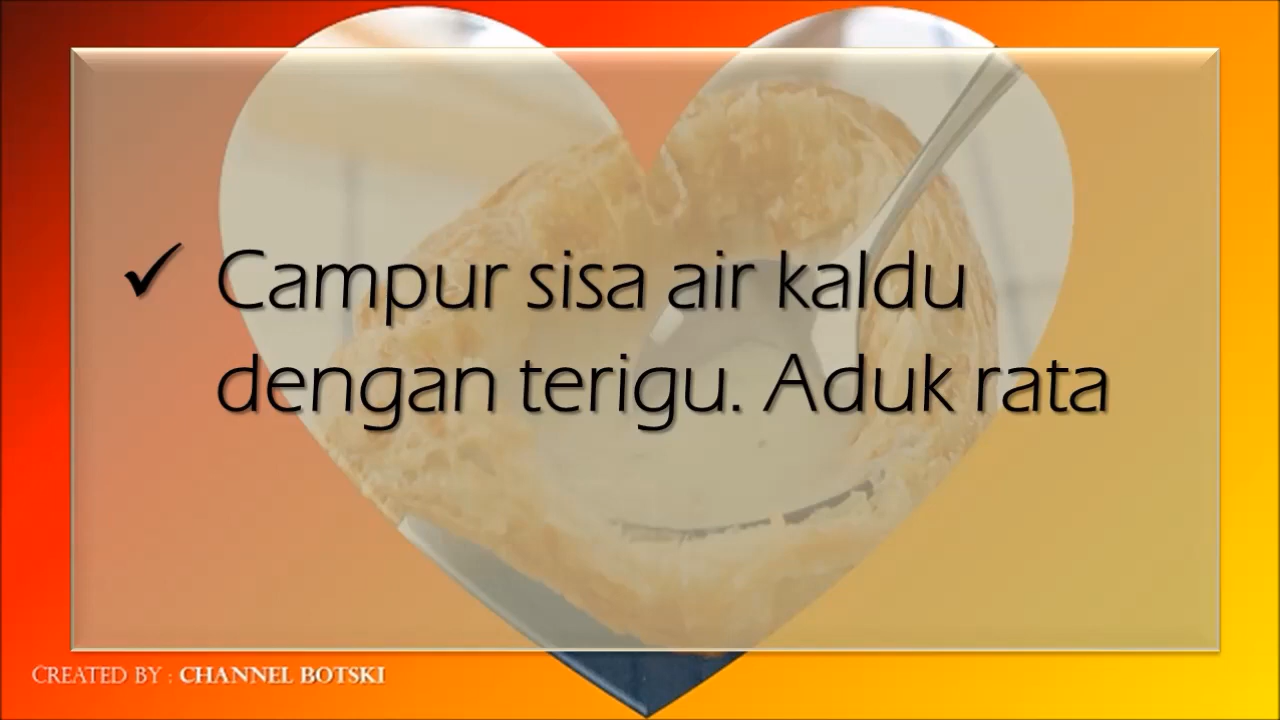 ✓ Campur sisa air kaldu
dengan terigu. Aduk rata
CREATED BY : CHANNEL BOTSKI